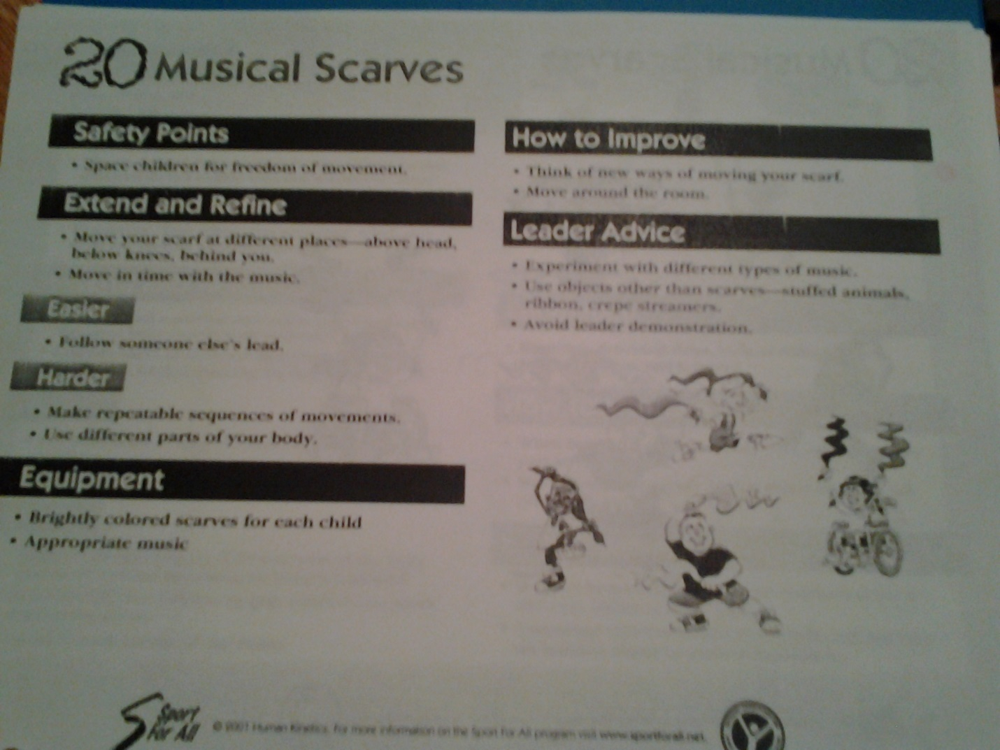 20 Musical Scarves
Safety Points
• Space children for freedom of movement.
Extend and Refine
• Move your scarf at different places—above head,
below knees, behind you.
• Move in time with the music.
Easier
• Follow someone else's lead.
Harder
• Make repeatable sequences of movements.
• Use different parts of your body.
Equipment
• Brightly colored scarves for each child
• Appropriate music
How to Improve
• Think of new ways of moving your scarf.
• Move around the room.
Leader Advice
• Experiment with different types of music.
• Use objects other than scarves—stuffed animals,
ribbon, crepe streamers.
• Avoid leader demonstration.
Sport
For All
© 2001 Human Kinetics. For more information on the Sport For All program visit www.sportforall.net.